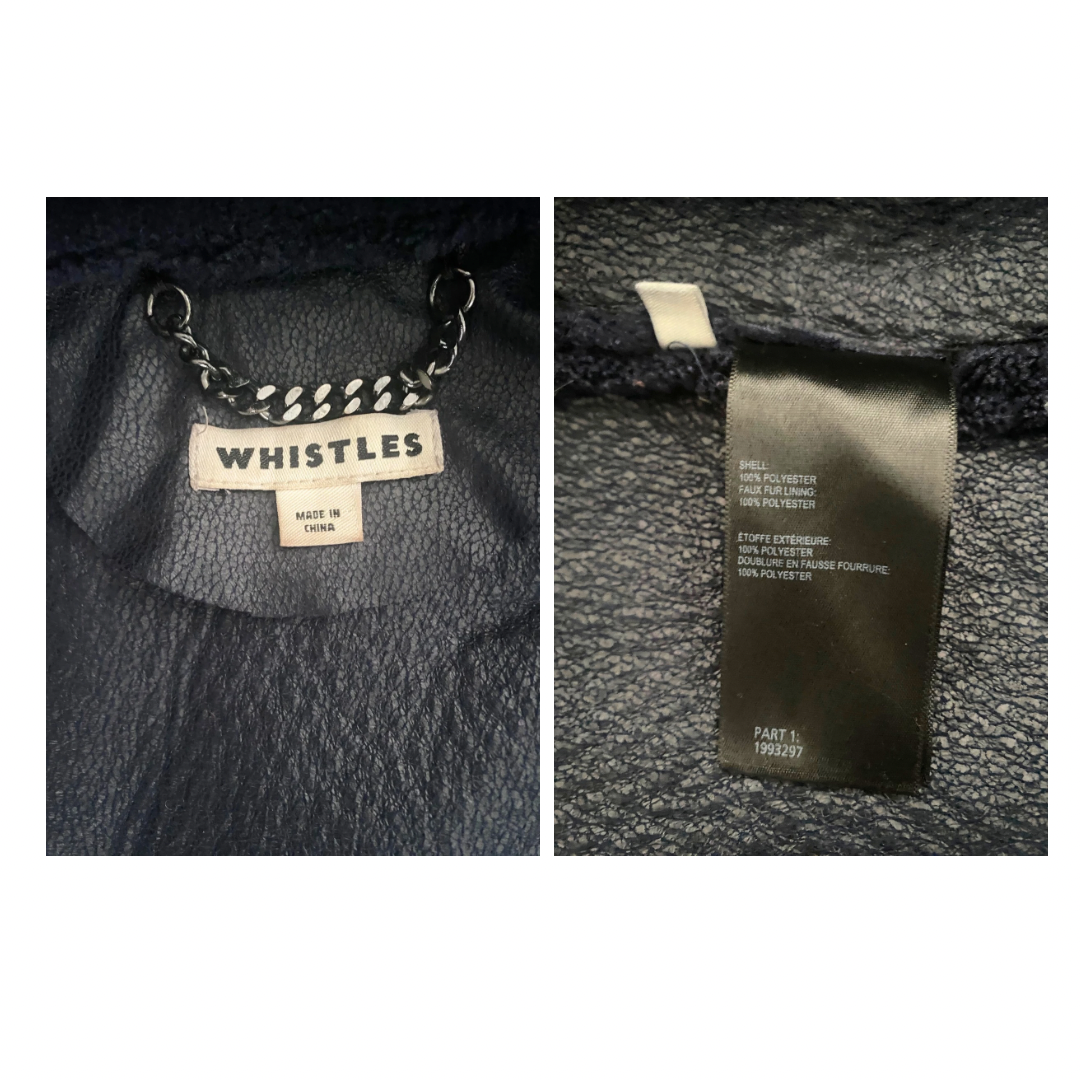 WHISTLES
MADE IN
CHINA
SHELL:
100% POLYESTER
FAUX FUR LINING:
100% POLYESTER
ÉTOFFE EXTÉRIEURE:
100% POLYESTER
DOUBLURE EN FAUSSE FOURRURE:
100% POLYESTER
PART 1:
1993297